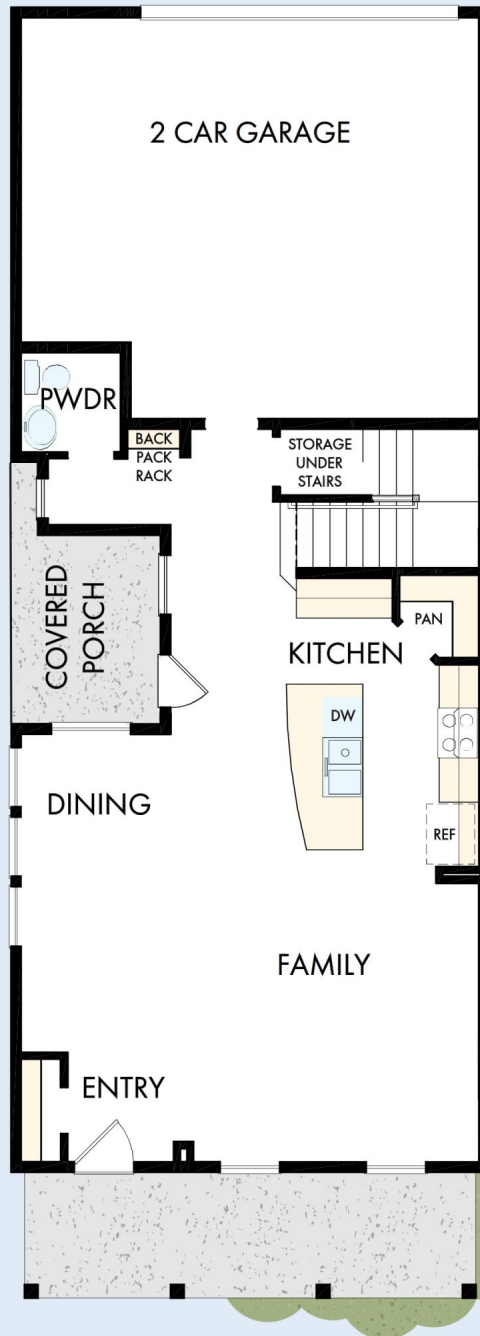 2 CAR GARAGE
PWDR
BACK
PACK
RACK
STORAGE
UNDER
STAIRS
COVERED
PORCH
PAN
KITCHEN
DW
DINING
REF
FAMILY
ENTRY